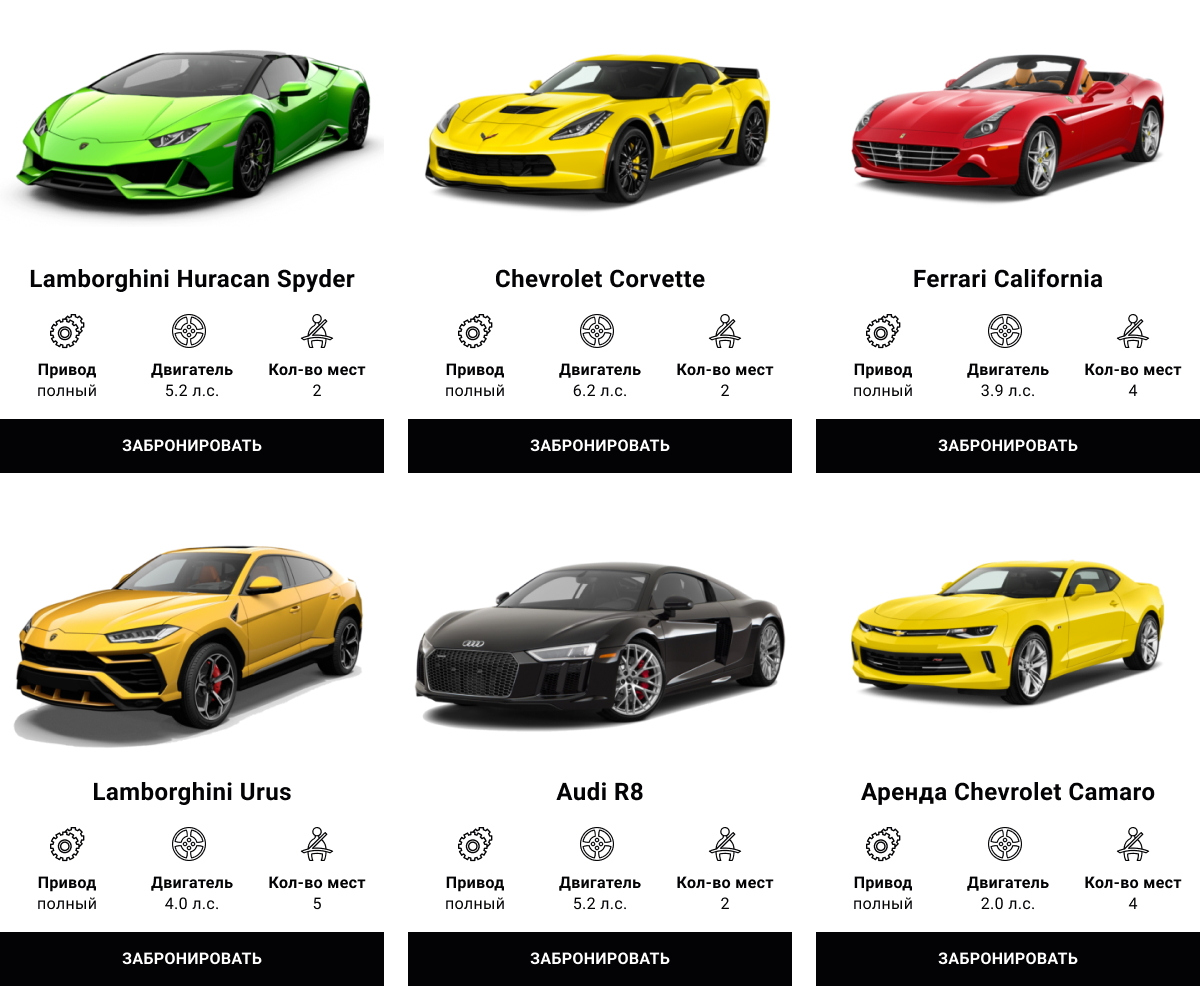 Lamborghini Huracan Spyder
Привод
полный
Двигатель
5.2 л.с.
Кол-во мест
2
ЗАБРОНИРОВАТЬ
Chevrolet Corvette
Привод
полный
Двигатель
6.2 л.с.
Кол-во мест
2
ЗАБРОНИРОВАТЬ
Ferrari California
Привод
полный
Двигатель
3.9 л.с.
Кол-во мест
4
ЗАБРОНИРОВАТЬ
Lamborghini Urus
Привод
полный
Двигатель
4.0 л.с.
Кол-во мест
5
ЗАБРОНИРОВАТЬ
Audi R8
Привод
полный
Двигатель
5.2 л.с.
Кол-во мест
2
ЗАБРОНИРОВАТЬ
Аренда Chevrolet Camaro
Привод
полный
Двигатель
2.0 л.с.
Кол-во мест
4
ЗАБРОНИРОВАТЬ